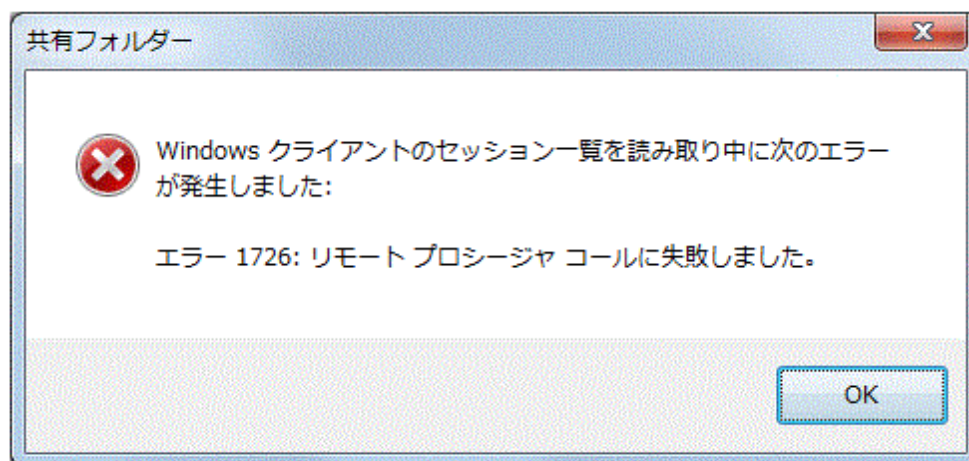 共有フォルダー
Windows クライアントのセッション一覧を読み取り中に次のエラー
が発生しました:
エラー 1726: リモート プロシージャ コールに失敗しました。
OK